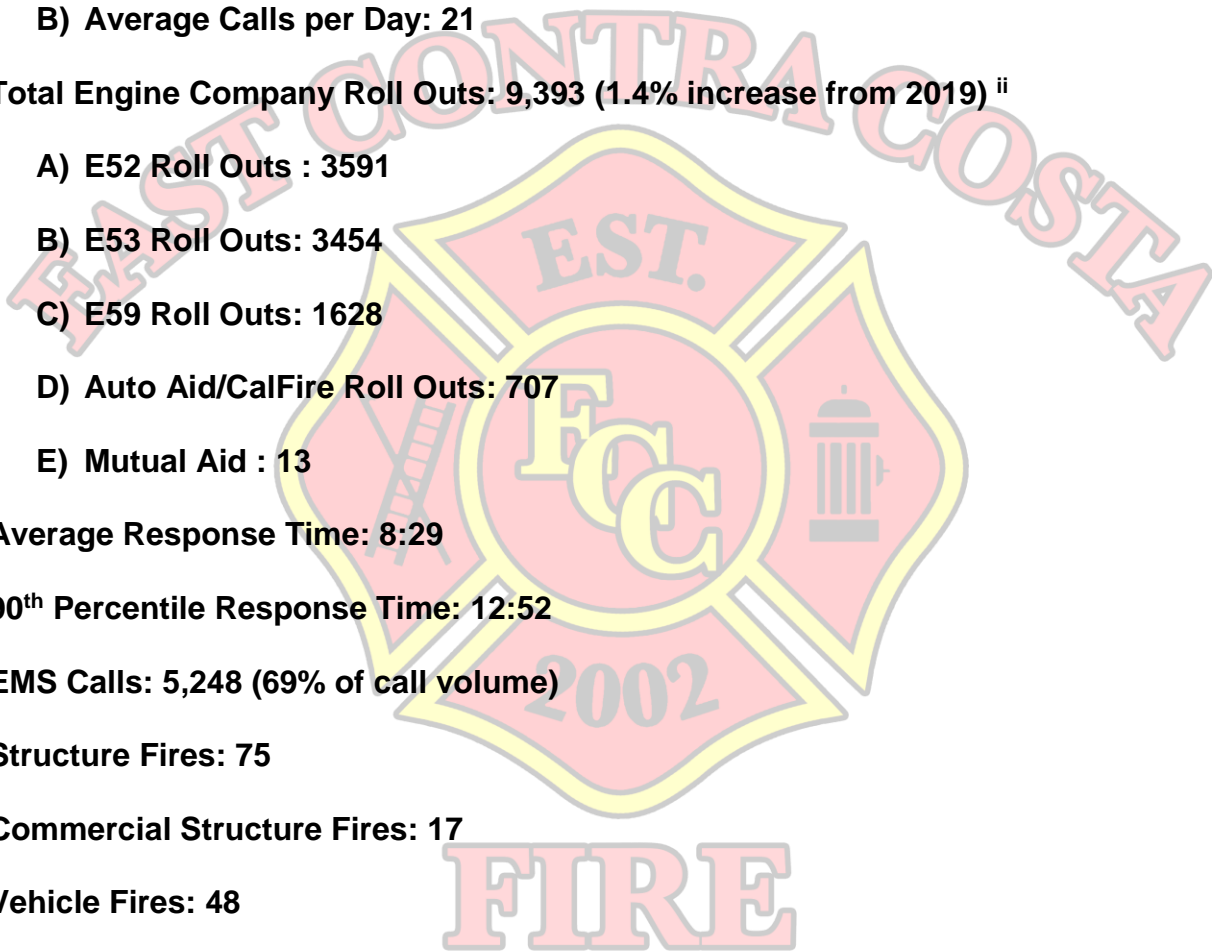 B) Average Calls per Day: 21
Total Engine Company Roll Outs: 9,393 (1.4% increase from 2019) ii
A) E52 Roll Outs : 3591
B) E53 Roll Outs: 3454
C) E59 Roll Outs: 1628
D) Auto Aid/CalFire Roll Outs: 707
E) Mutual Aid : 13
Average Response Time: 8:29
90th Percentile Response Time: 12:52
EMS Calls: 5,248 (69% of call volume)
Structure Fires: 75
Commercial Structure Fires: 17
Vehicle Fires: 48
EAST CONTRA COSTA
EST.
ECC
2002
FIRE